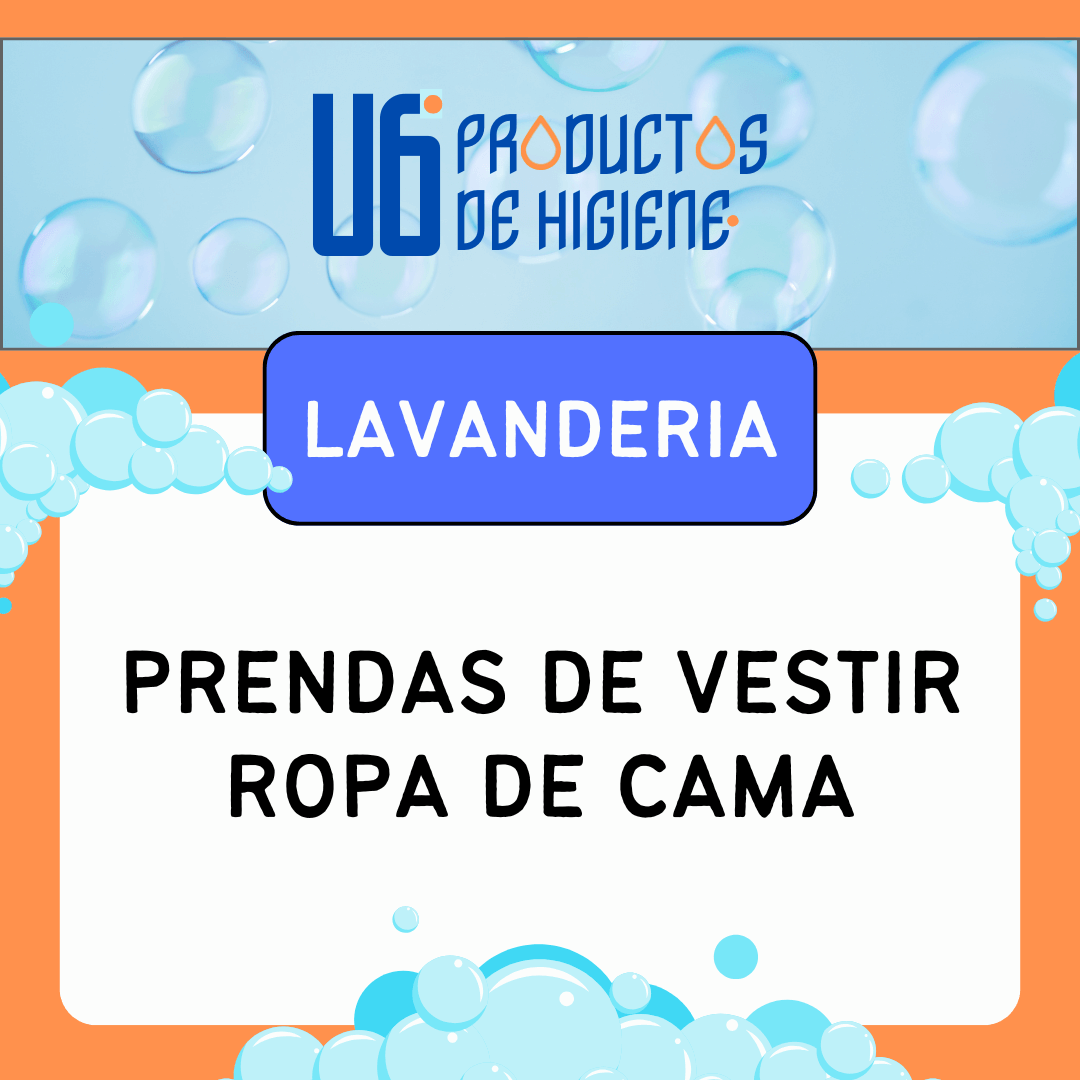 U6 PRODUCTOS
DE HIGIENE
LAVANDERIA
PRENDAS DE VESTIR
ROPA DE CAMA